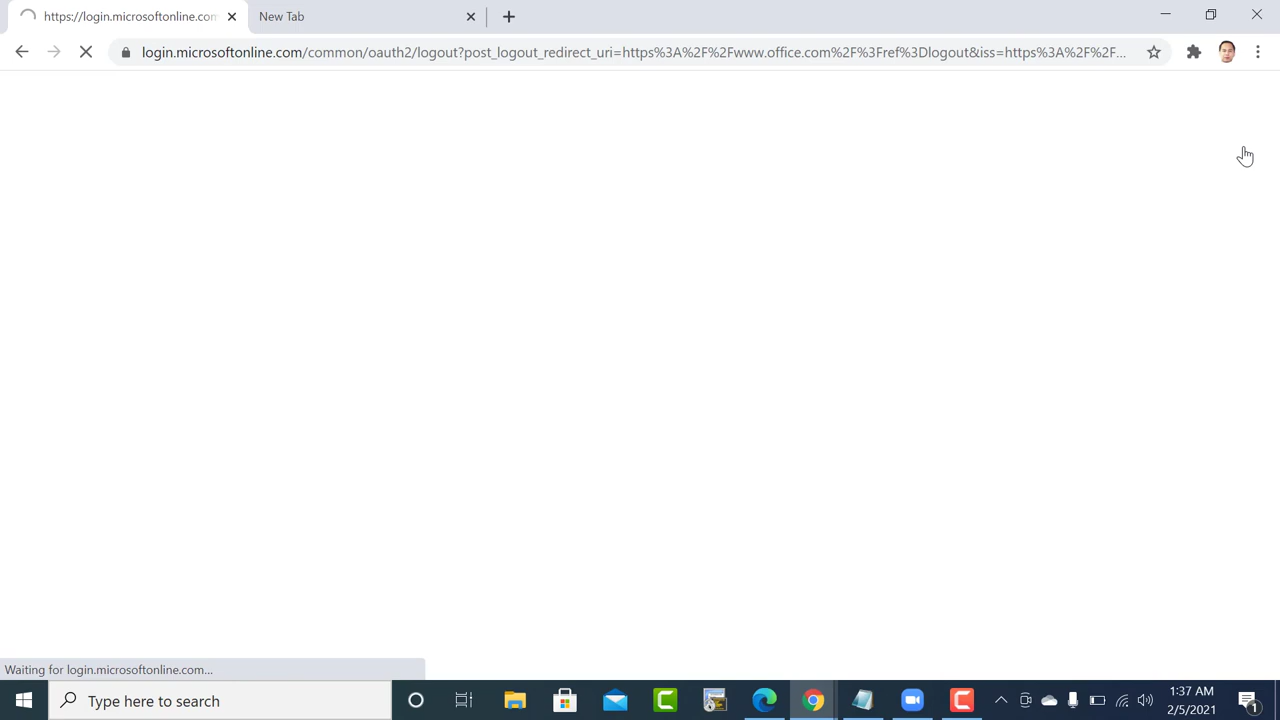 https://login.microsoftonline.com
New Tab
login.microsoftonline.com/common/oauth2/logout?post_logout_redirect_uri=https%3A%2F%2Fwww.office.com%2F%3Fref%3Dlogout&iss=https%3A%2F%2F...
Waiting for login.microsoftonline.com...
Type here to search
1:37 AM
2/5/2021
1